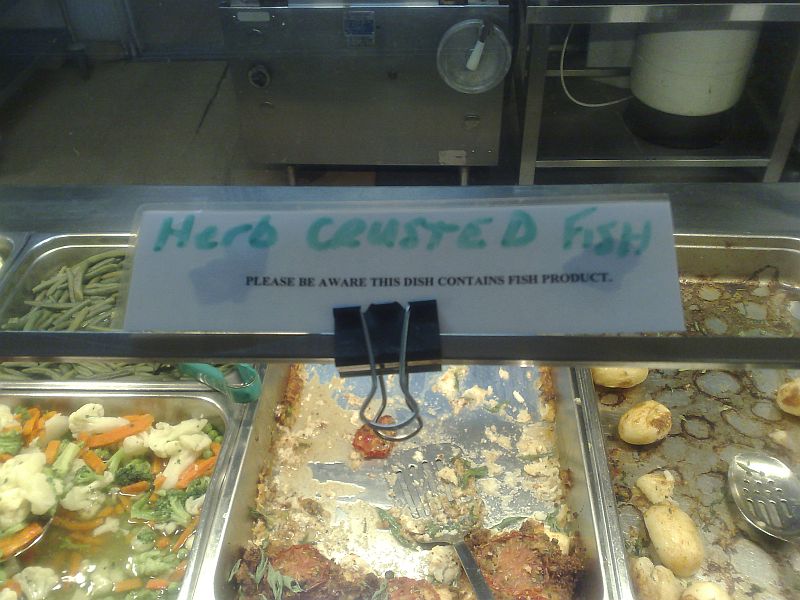 Herb CRUSTED FISH
PLEASE BE AWARE THIS DISH CONTAINS FISH PRODUCT.